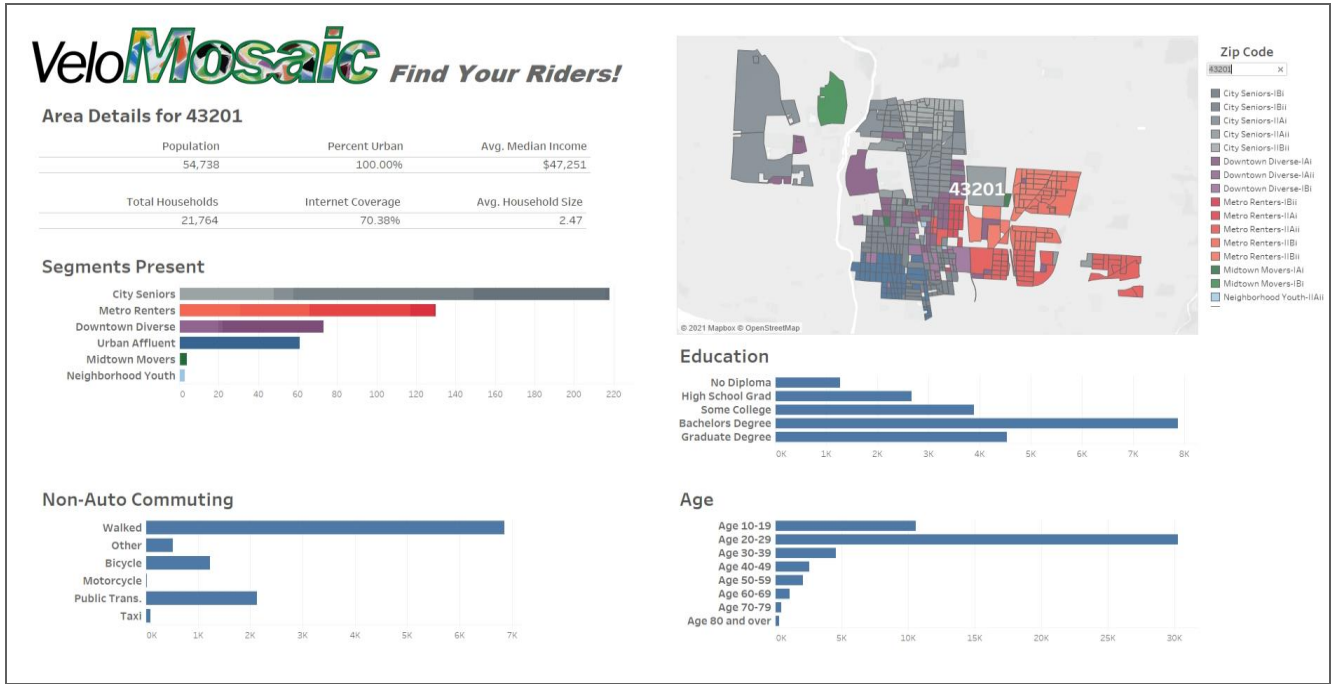 VeloMosaic Find Your Riders!
Area Details for 43201
Population Percent Urban Avg. Median Income
54,738 100.00% $47,251
Total Households Internet Coverage Avg. Household Size
21,764 70.38% 2.47
Segments Present
City Seniors
Metro Renters
Downtown Diverse
Urban Affluent
Midtown Movers
Neighborhood Youth
0 20 40 60 80 100 120 140 160 180 200 220
Non-Auto Commuting
Walked
Other
Bicycle
Motorcycle
Public Trans.
Taxi
0K 1K 2K 3K 4K 5K 6K 7K
43201
© 2021 Mapbox © OpenStreetMap
Zip Code
43201 ×
City Seniors-IBi
City Seniors-IBii
City Seniors-IIAi
City Seniors-IIAii
City Seniors-IIBii
Downtown Diverse-IAi
Downtown Diverse-IAii
Downtown Diverse-IBi
Metro Renters-IBii
Metro Renters-IIAi
Metro Renters-IIAii
Metro Renters-IIBi
Metro Renters-IIBii
Midtown Movers-IAi
Midtown Movers-IBi
Neighborhood Youth-IIAii
Education
No Diploma
High School Grad
Some College
Bachelors Degree
Graduate Degree
0K 1K 2K 3K 4K 5K 6K 7K 8K
Age
Age 10-19
Age 20-29
Age 30-39
Age 40-49
Age 50-59
Age 60-69
Age 70-79
Age 80 and over
0K 5K 10K 15K 20K 25K 30K